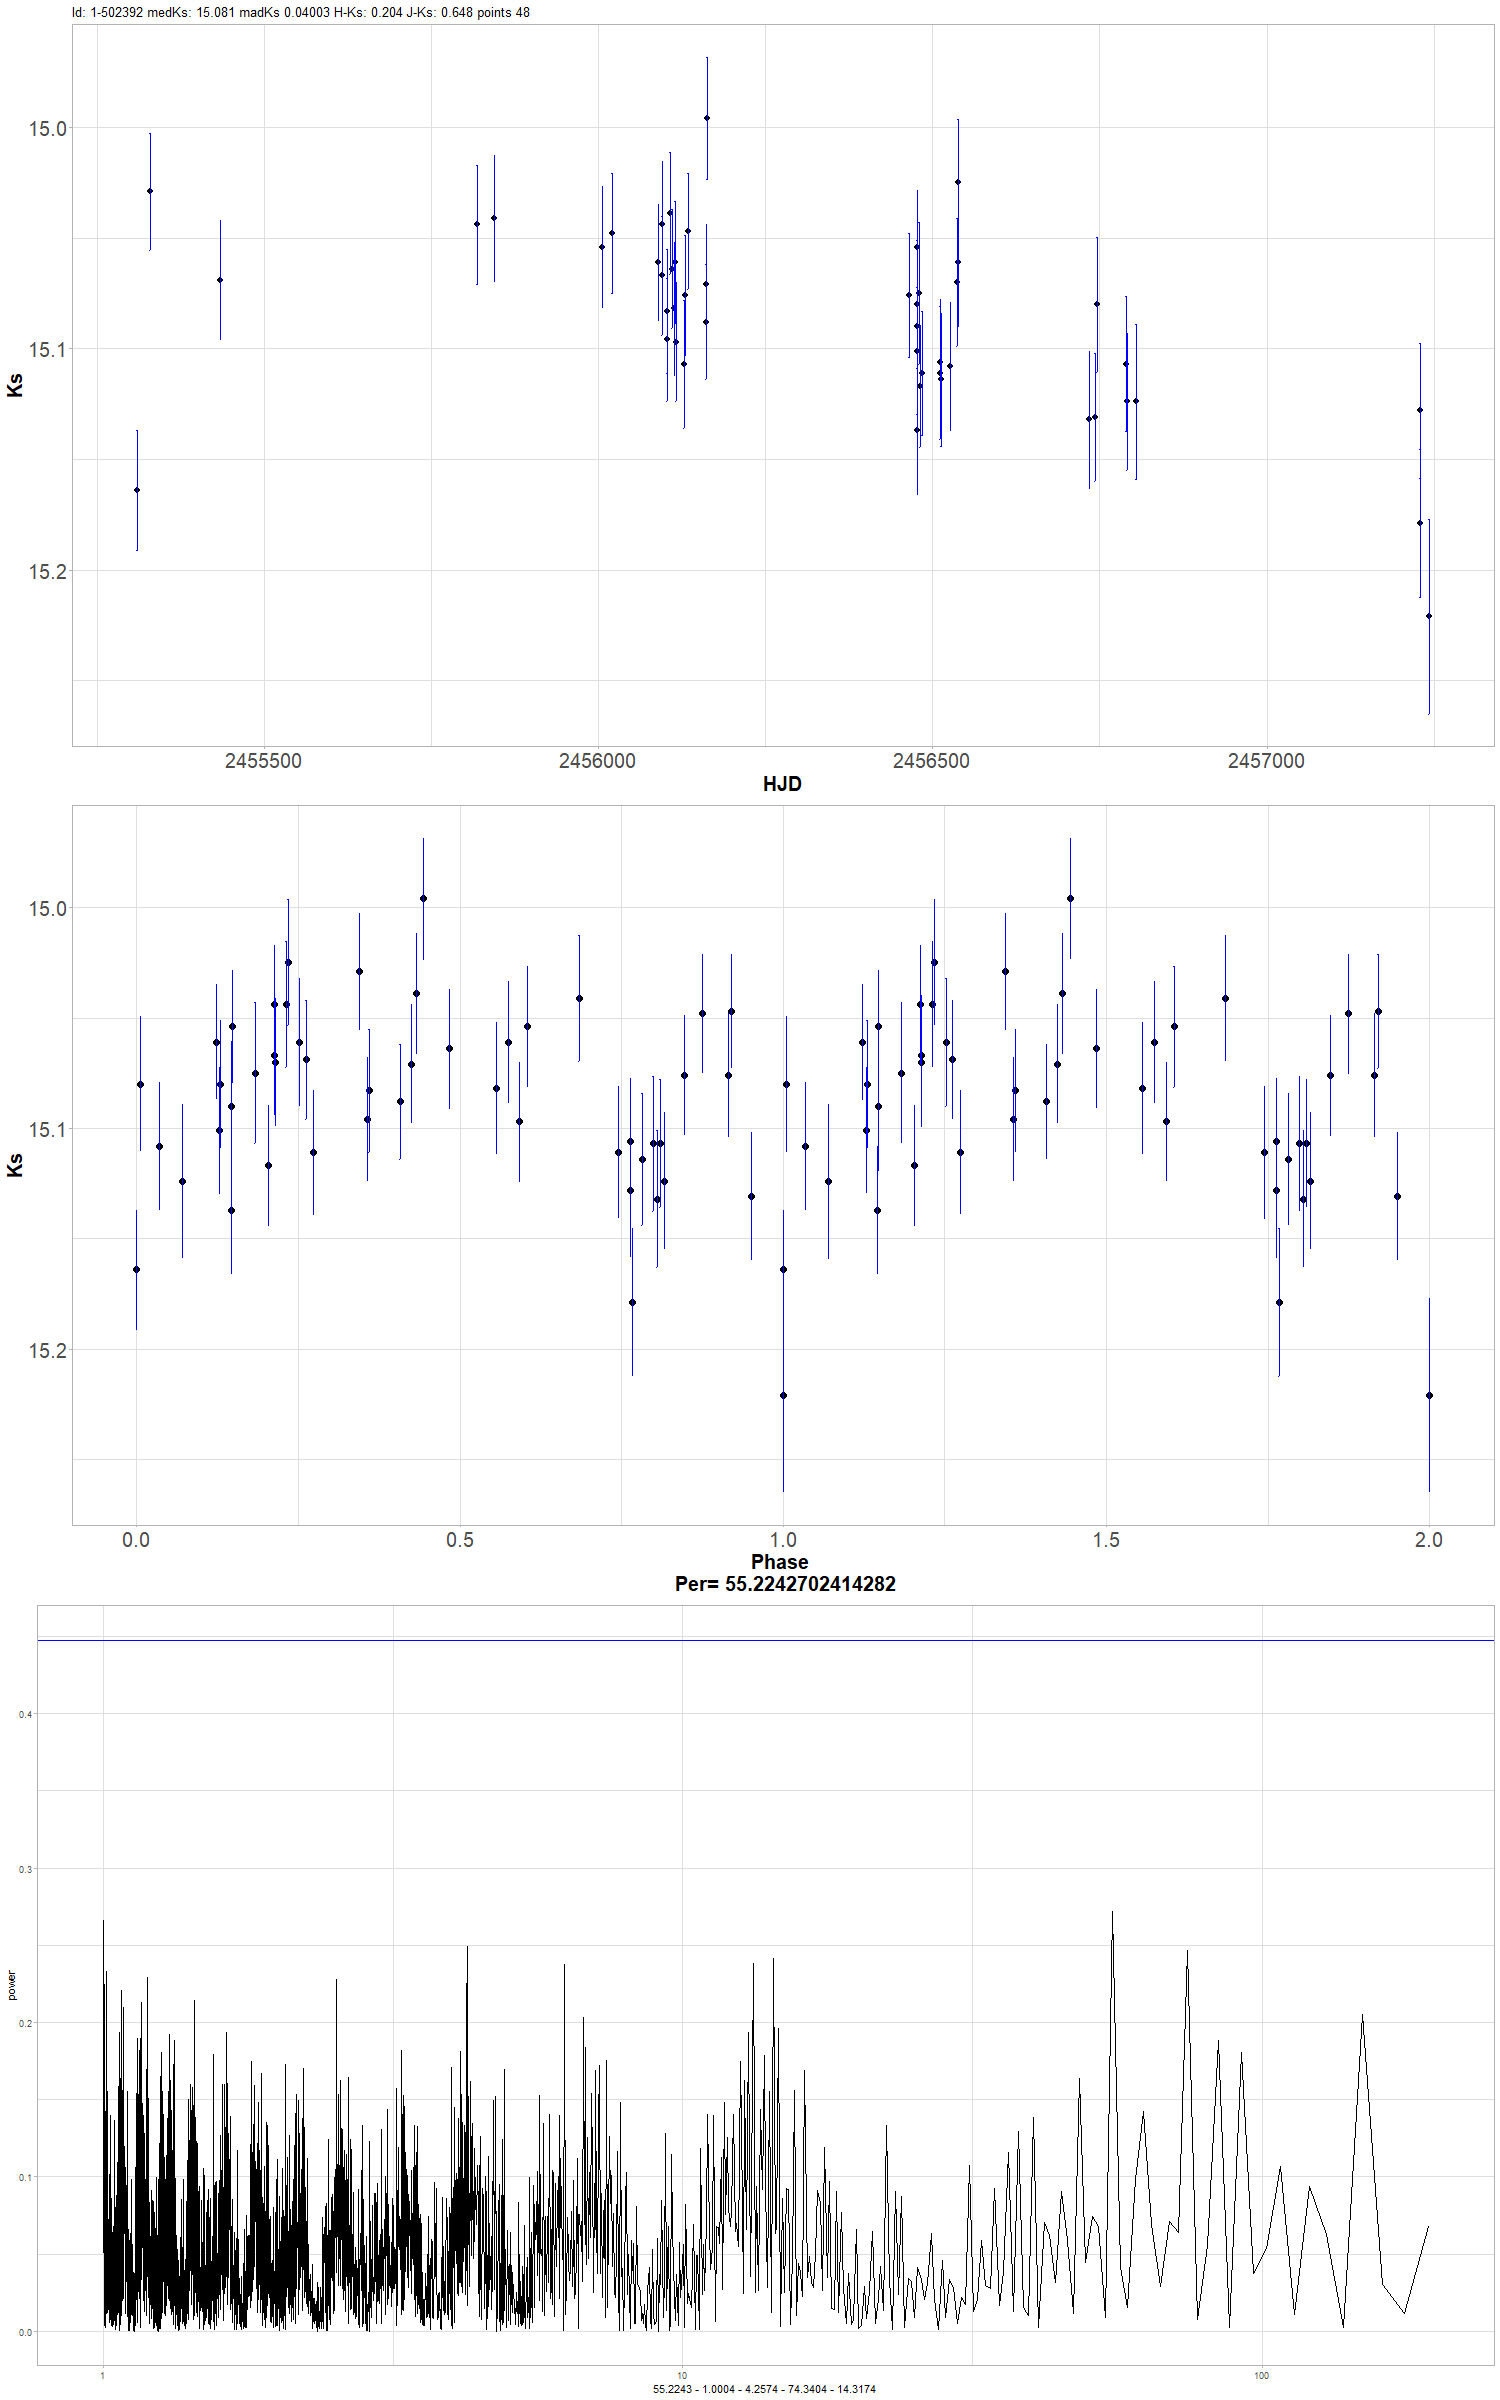 Id: 1-502392 medKs: 15.081 madKs 0.04003 H-Ks: 0.204 J-Ks: 0.648 points 48
15.0
15.1
15.2
Ks
2455500 2456000 2456500 2457000
HJD
15.0
15.1
15.2
Ks
0.0 0.5 1.0 1.5 2.0
Phase
Per= 55.2242702414282
0.4
0.3
0.2
0.1
0.0
power
1 10 100
55.2243 - 1.0004 - 4.2574 - 74.3404 - 14.3174